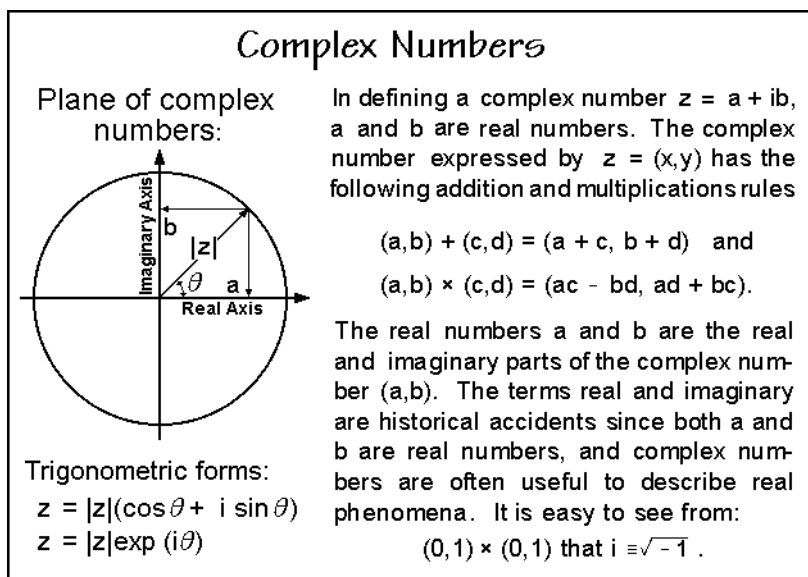 Complex Numbers
Plane of complex
numbers:
Imaginary Axis
b
|z|
θ
a
Real Axis
Trigonometric forms:
z = |z|(cos θ + i sin θ)
z = |z|exp (iθ)
In defining a complex number z = a + ib,
a and b are real numbers. The complex
number expressed by z = (x,y) has the
following addition and multiplications rules
(a,b) + (c,d) = (a + c, b + d) and
(a,b) × (c,d) = (ac - bd, ad + bc).
The real numbers a and b are the real
and imaginary parts of the complex num-
ber (a,b). The terms real and imaginary
are historical accidents since both a and
b are real numbers, and complex num-
bers are often useful to describe real
phenomena. It is easy to see from:
(0,1) × (0,1) that i ≡ √-1 .